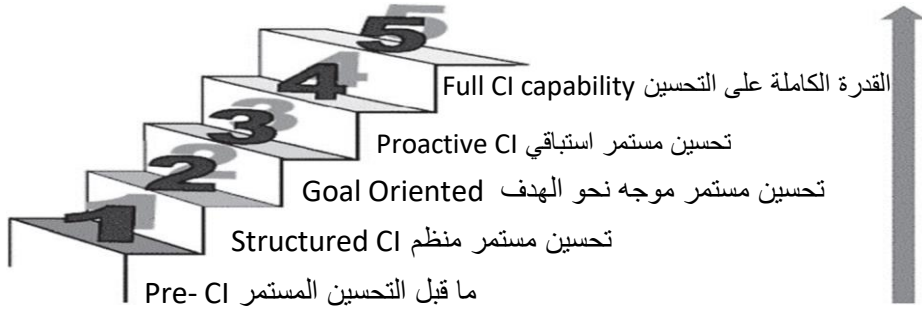 5
القدرة الكاملة على التحسين Full CI capability
4
تحسين مستمر استباقي Proactive CI
3
تحسين مستمر موجه نحو الهدف Goal Oriented
2
تحسين مستمر منظم Structured CI
1
ما قبل التحسين المستمر Pre- CI